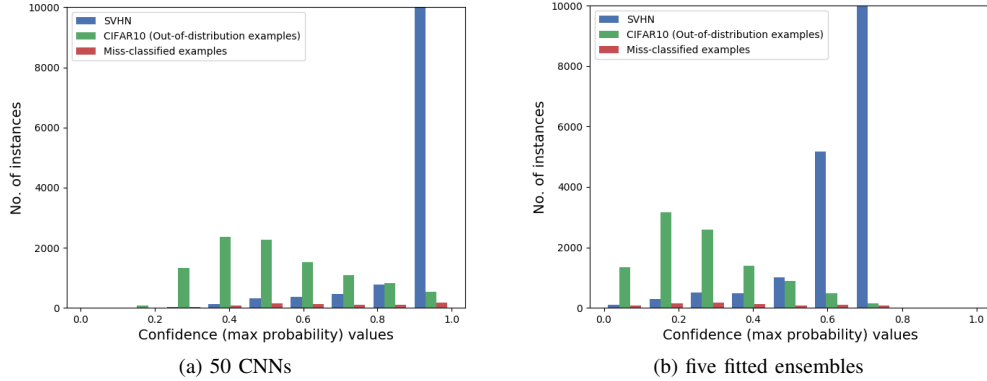 SVHN
CIFAR10 (Out-of-distribution examples)
Miss-classified examples
10000
8000
6000
4000
2000
0
No. of instances
0.0 0.2 0.4 0.6 0.8 1.0
Confidence (max probability) values
(a) 50 CNNs
SVHN
CIFAR10 (Out-of-distribution examples)
Miss-classified examples
10000
8000
6000
4000
2000
0
No. of instances
0.0 0.2 0.4 0.6 0.8 1.0
Confidence (max probability) values
(b) five fitted ensembles